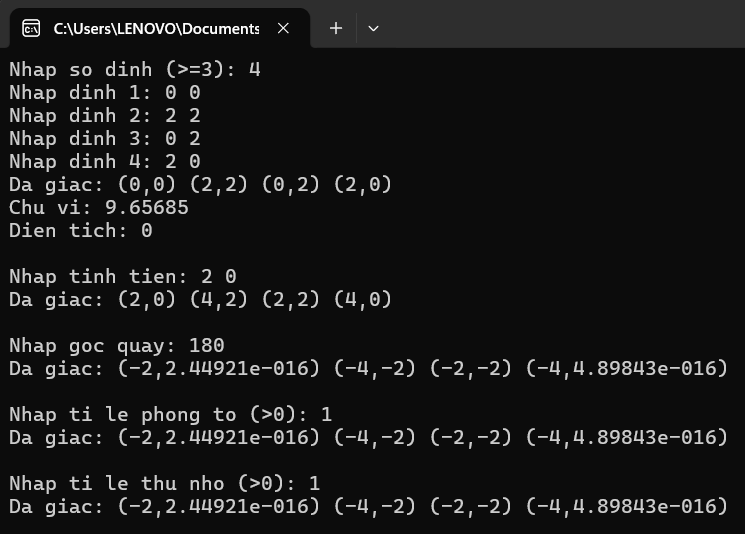 C:\Users\LENOVO\Documents
Nhap so dinh (>=3): 4
Nhap dinh 1: 0 0
Nhap dinh 2: 2 2
Nhap dinh 3: 0 2
Nhap dinh 4: 2 0
Da giac: (0,0) (2,2) (0,2) (2,0)
Chu vi: 9.65685
Dien tich: 0
Nhap tinh tien: 2 0
Da giac: (2,0) (4,2) (2,2) (4,0)
Nhap goc quay: 180
Da giac: (-2,2.44921e-016) (-4,-2) (-2,-2) (-4,4.89843e-016)
Nhap ti le phong to (>0): 1
Da giac: (-2,2.44921e-016) (-4,-2) (-2,-2) (-4,4.89843e-016)
Nhap ti le thu nho (>0): 1
Da giac: (-2,2.44921e-016) (-4,-2) (-2,-2) (-4,4.89843e-016)